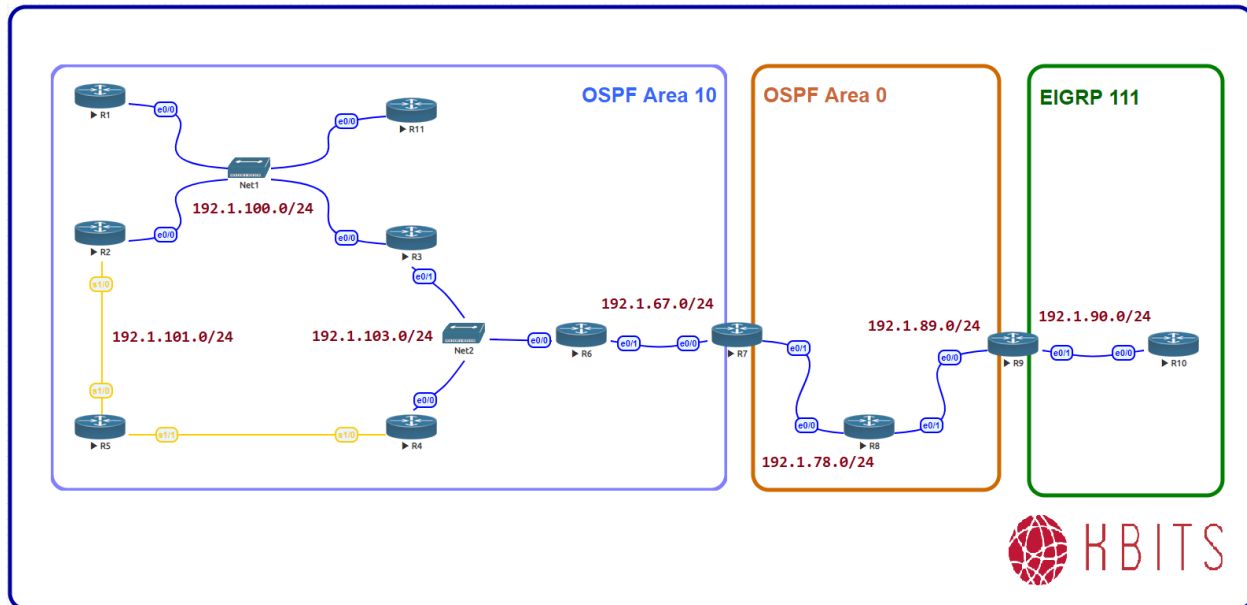 OSPF Area 10
OSPF Area 0
EIGRP 111
e0/0
R1
e0/0
R11
Net1
192.1.100.0/24
e0/0
R2
e0/0
R3
s1/0
e0/1
192.1.101.0/24
192.1.103.0/24
Net2
e0/0
R6
192.1.67.0/24
e0/1
e0/0
R7
e0/1
192.1.89.0/24
e0/0
R9
192.1.90.0/24
e0/1
e0/0
R10
s1/0
R5
s1/1
s1/0
e0/0
R4
e0/0
R8
e0/1
192.1.78.0/24
KBITS